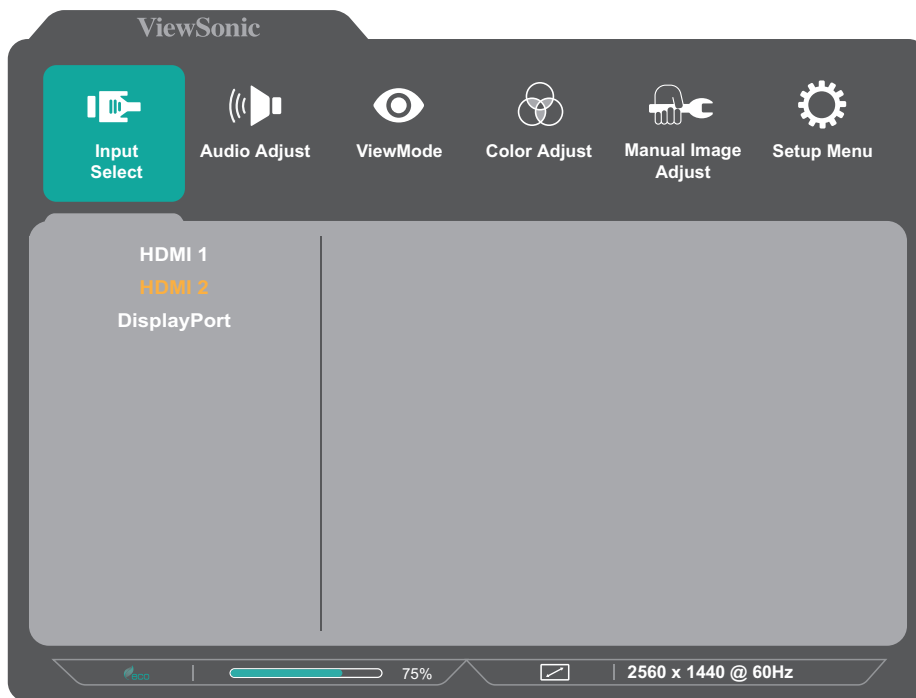 ViewSonic
Input
Select
Audio Adjust
ViewMode
Color Adjust
Manual Image
Adjust
Setup Menu
HDMI 1
HDMI 2
DisplayPort
eco
75%
2560 x 1440 @ 60Hz